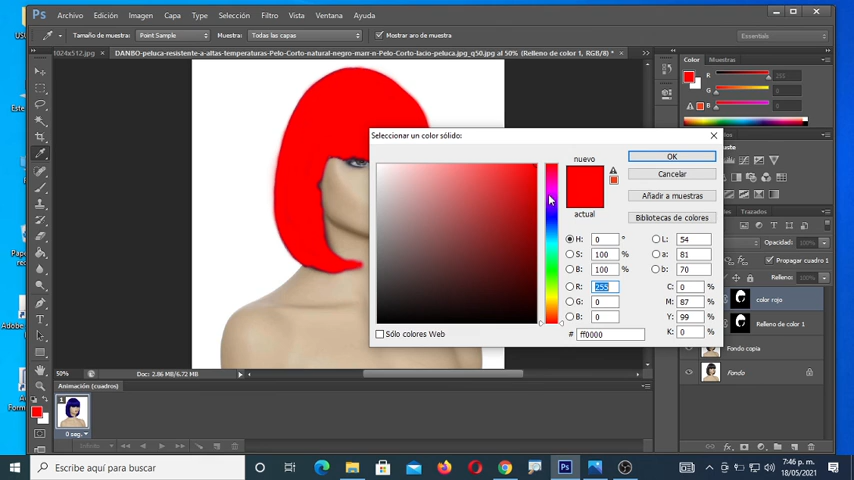 Ps Archivo Edición Imagen Capa Type Selección Filtro Vista Ventana Ayuda
Tamaño de muestra: Point Sample Muestra: Todas las capas Mostrar aro de muestra Essentials
1024x512.jpg × DANBO-peluca-resistente-a-altas-temperaturas-Pelo-Corto-natural-negro-marr-n-Pelo-Corto-lacio-peluca.jpg_q50.jpg al 50% (Relleno de color 1, RGB/8) * ×
Color Muestras
R 255
G 0
B 0
Seleccionar un color sólido:
nuevo
actual
OK
Cancelar
Añadir a muestras
Bibliotecas de colores
H: 0 º L: 54
S: 100 % a: 81
B: 100 % b: 70
R: 255 C: 0 %
G: 0 M: 87 %
B: 0 Y: 99 %
# ff0000 K: 0 %
Sólo colores Web
Trazados
Opacidad:
Propagar cuadro 1
Relleno:
color rojo
Relleno de color 1
Fondo copia
Fondo
50% Doc: 2.86 MB/6.72 MB
Animación (cuadros)
1
0 seg.
Escribe aquí para buscar
7:46 p. m.
18/05/2021